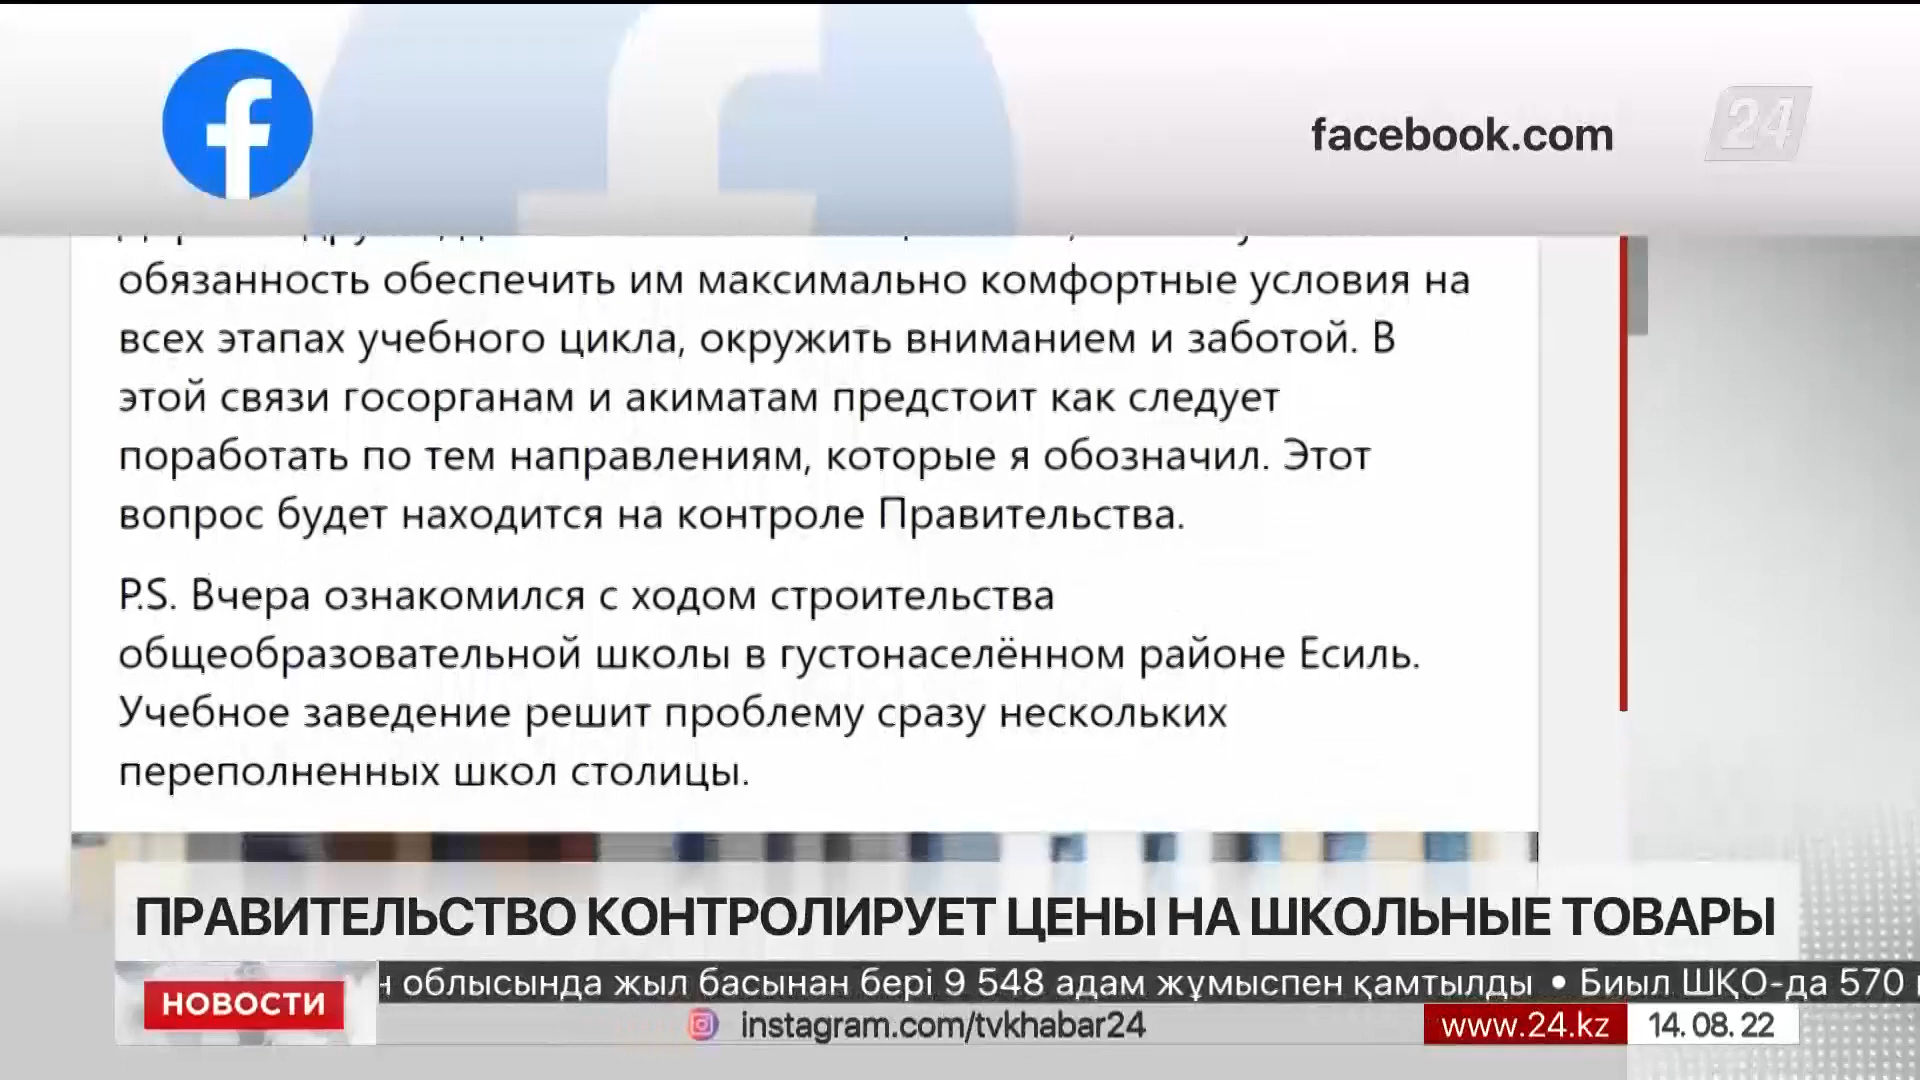 facebook.com
24
обязанность обеспечить им максимально комфортные условия на
всех этапах учебного цикла, окружить вниманием и заботой. В
этой связи госорганам и акиматам предстоит как следует
поработать по тем направлениям, которые я обозначил. Этот
вопрос будет находится на контроле Правительства.
P.S. Вчера ознакомился с ходом строительства
общеобразовательной школы в густонаселённом районе Есиль.
Учебное заведение решит проблему сразу нескольких
переполненных школ столицы.
ПРАВИТЕЛЬСТВО КОНТРОЛИРУЕТ ЦЕНЫ НА ШКОЛЬНЫЕ ТОВАРЫ
НОВОСТИ
облысында жыл басынан бері 9 548 адам жұмыспен қамтылды • Биыл ШҚО-да 570
instagram.com/tvkhabar24
www.24.kz
14.08.22